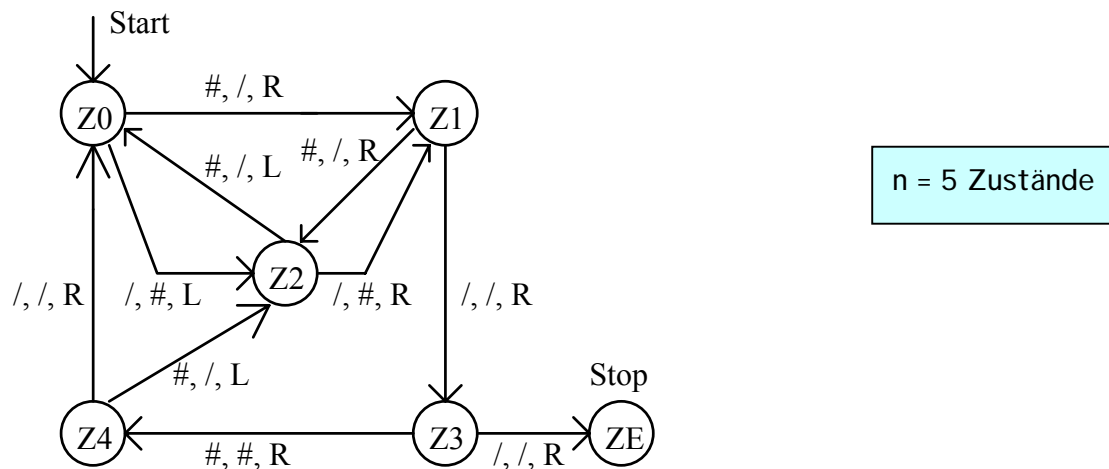 Start
#, /, R
Z0
Z1
#, /, R
#, /, L
n = 5 Zustände
Z2
/, /, R
/, #, L
/, #, R
/, /, R
#, /, L
Stop
Z4
Z3
ZE
#, #, R
/, /, R